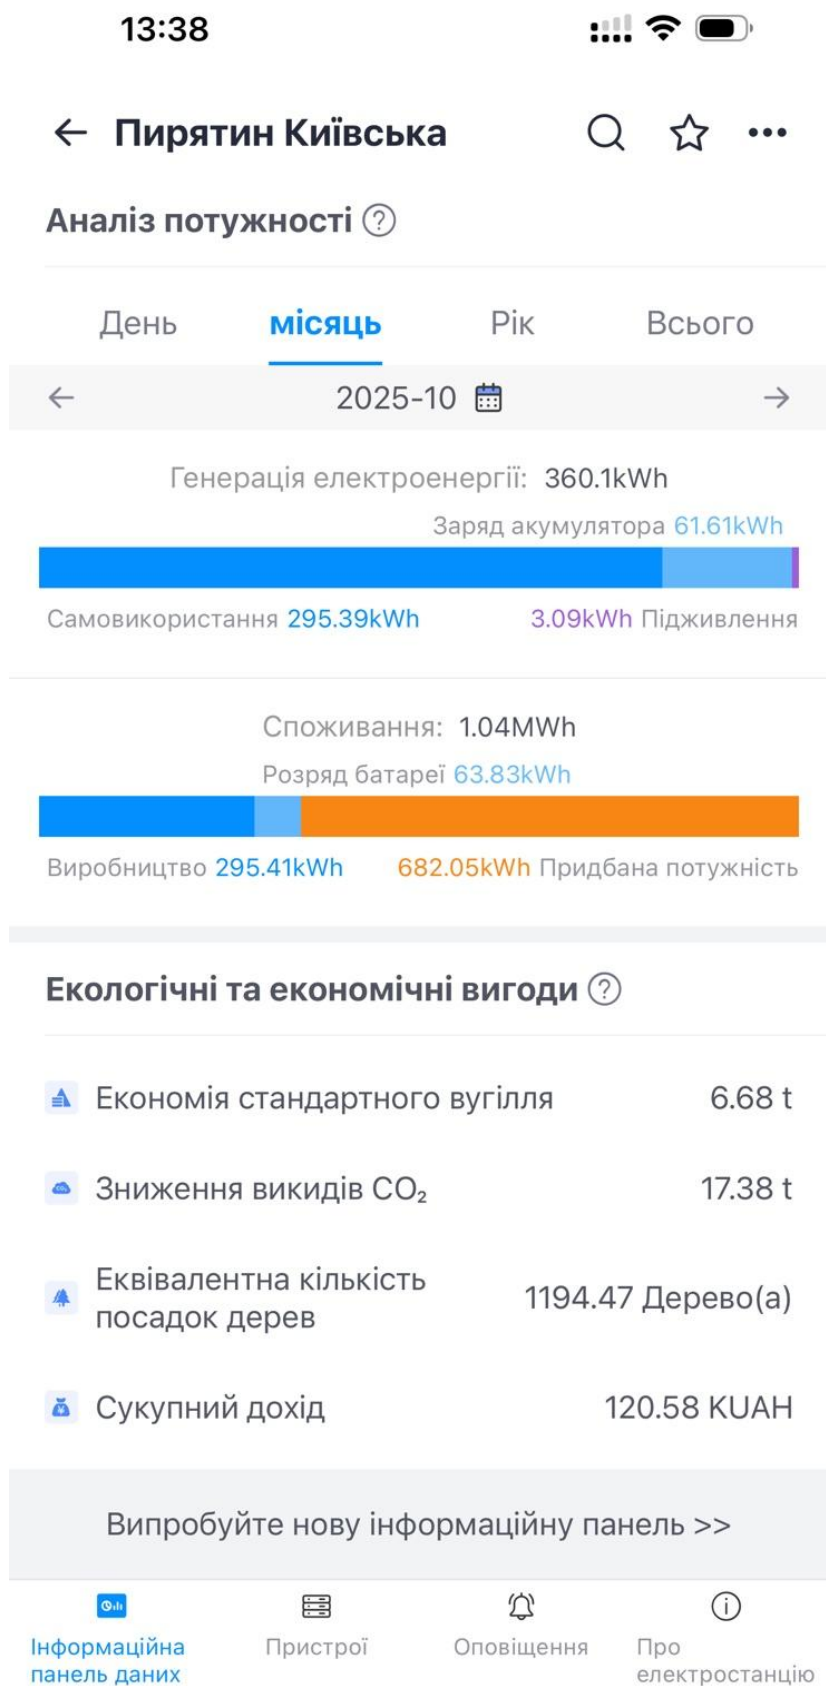 13:38
Пирятин Київська
Аналіз потужності
День місяць Рік Всього
2025-10
Генерація електроенергії: 360.1kWh
Заряд акумулятора 61.61kWh
Самовикористання 295.39kWh 3.09kWh Підживлення
Споживання: 1.04MWh
Розряд батареї 63.83kWh
Виробництво 295.41kWh 682.05kWh Придбана потужність
Екологічні та економічні вигоди
Економія стандартного вугілля 6.68 t
Зниження викидів CO₂ 17.38 t
Еквівалентна кількість
посадок дерев 1194.47 Дерево(а)
Сукупний дохід 120.58 KUAH
Випробуйте нову інформаційну панель >>
Інформаційна
панель даних
Пристрої
Оповіщення
Про
електростанцію